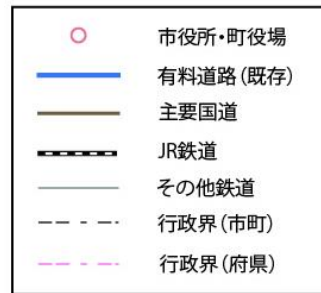 市役所・町役場
有料道路(既存)
主要国道
JR鉄道
その他鉄道
行政界(市町)
行政界(府県)